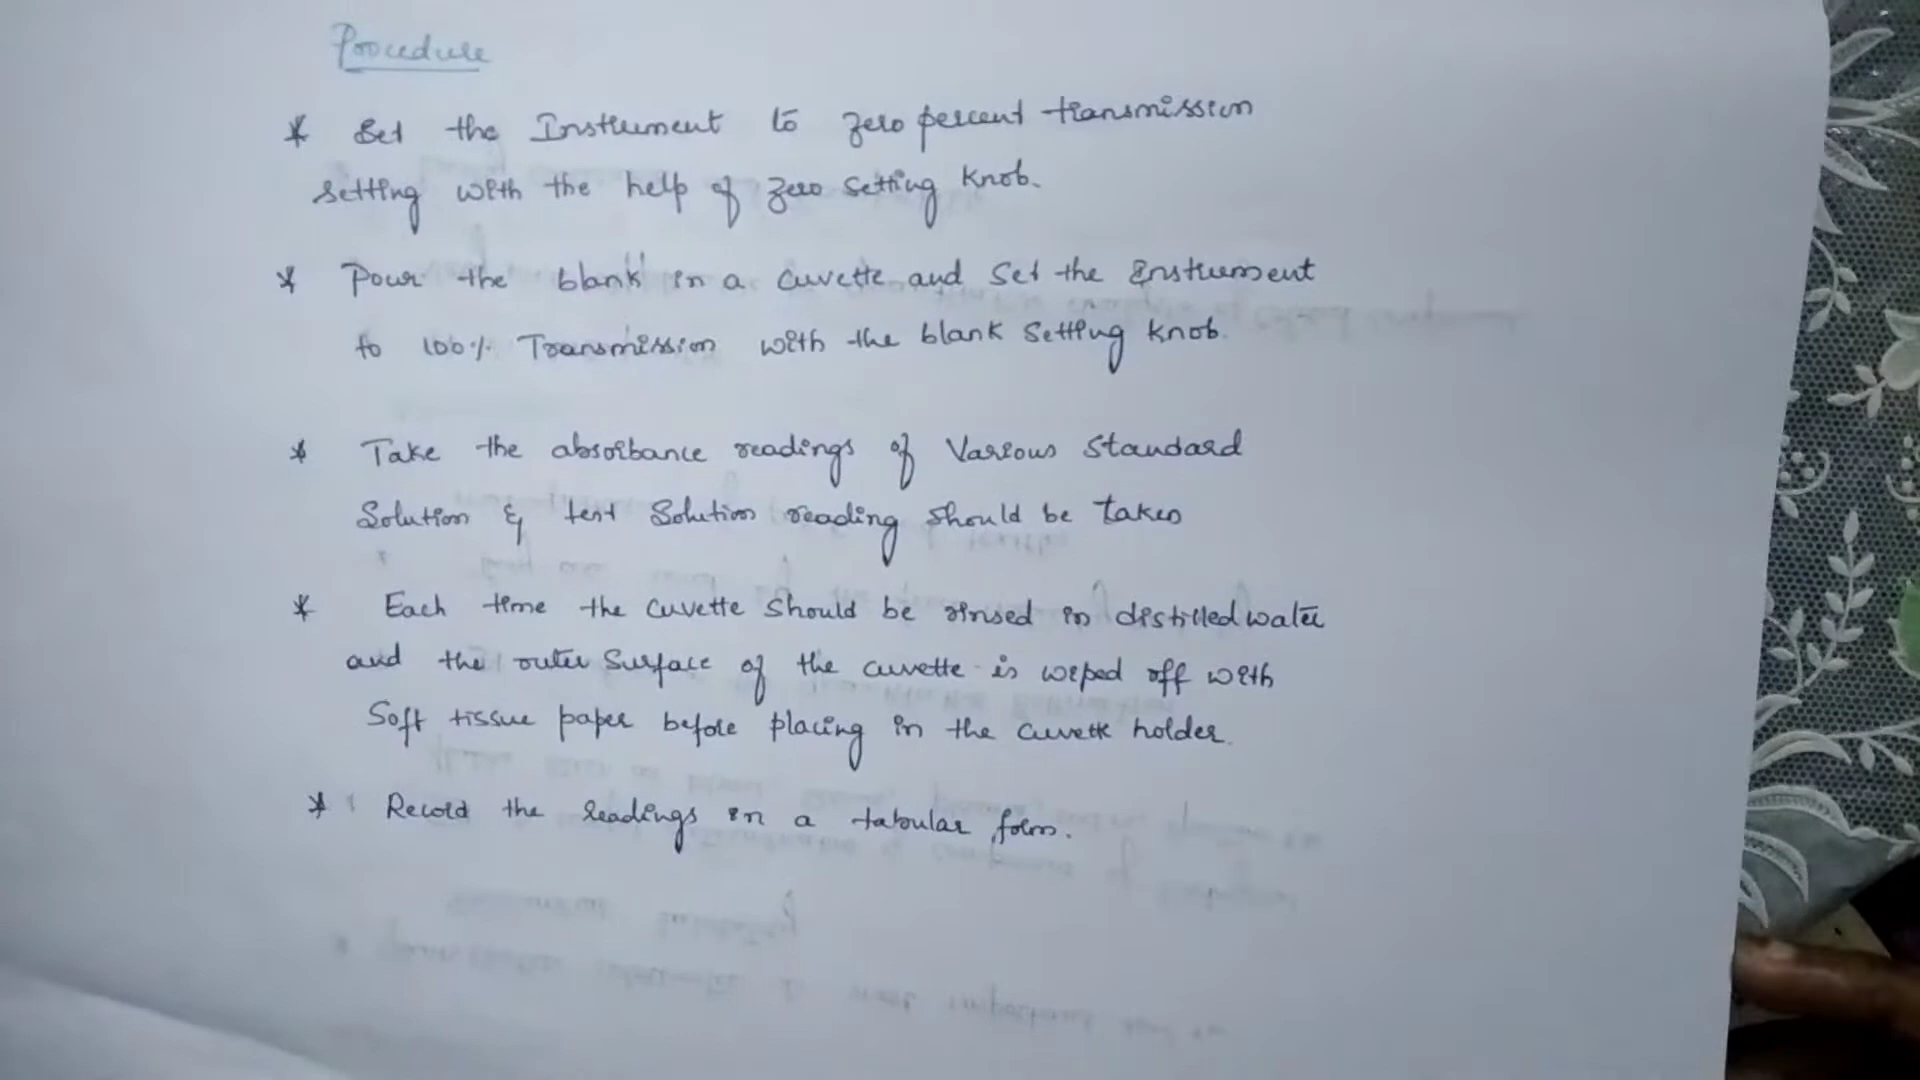 Procedure
* Set the Instrument to zero percent transmission
setting with the help of zero setting knob.
* Pour the blank in a cuvette and set the instrument
to 100% Transmission with the blank setting knob.
* Take the absorbance readings of Various Standard
Solution & test Solution reading should be taken
* Each time the cuvette should be rinsed in distilled water
and the outer surface of the cuvette is wiped off with
Soft tissue paper before placing in the cuvette holder.
* Record the readings in a tabular form.